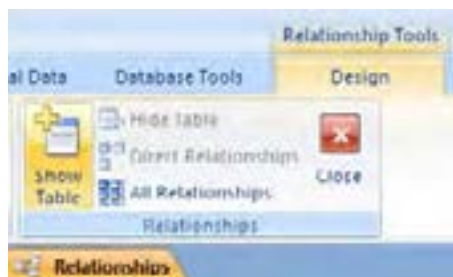 Relationship Tools
al Data Database Tools Design
Show Table
Hide Table
Direct Relationships
All Relationships
Close
Relationships
Relationships